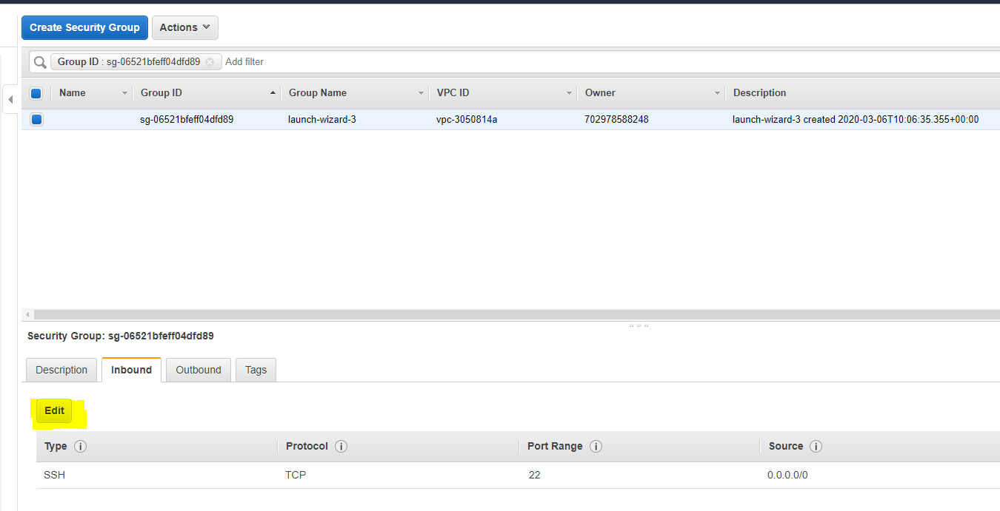 Create Security Group Actions
Group ID : sg-06521bfeff04dfd89 Add filter
Name Group ID Group Name VPC ID Owner Description
sg-06521bfeff04dfd89 launch-wizard-3 vpc-3050814a 702978588248 launch-wizard-3 created 2020-03-06T10:06:35.355+00:00
Security Group: sg-06521bfeff04dfd89
Description Inbound Outbound Tags
Edit
Type Protocol Port Range Source
SSH TCP 22 0.0.0.0/0